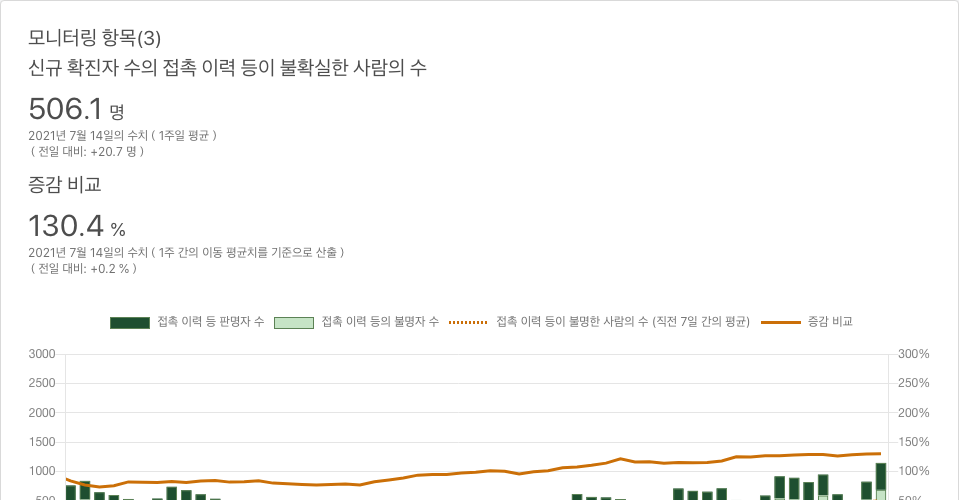 모니터링 항목(3)
신규 확진자 수의 접촉 이력 등이 불확실한 사람의 수
506.1 명
2021년 7월 14일의 수치 ( 1주일 평균 )
( 전일 대비: +20.7 명 )
증감 비교
130.4 %
2021년 7월 14일의 수치 ( 1주 간의 이동 평균치를 기준으로 산출 )
( 전일 대비: +0.2 % )
접촉 이력 등 판명자 수 접촉 이력 등의 불명자 수 접촉 이력 등이 불명한 사람의 수 (직전 7일 간의 평균) 증감 비교
3000 300%
2500 250%
2000 200%
1500 150%
1000 100%
500 50%